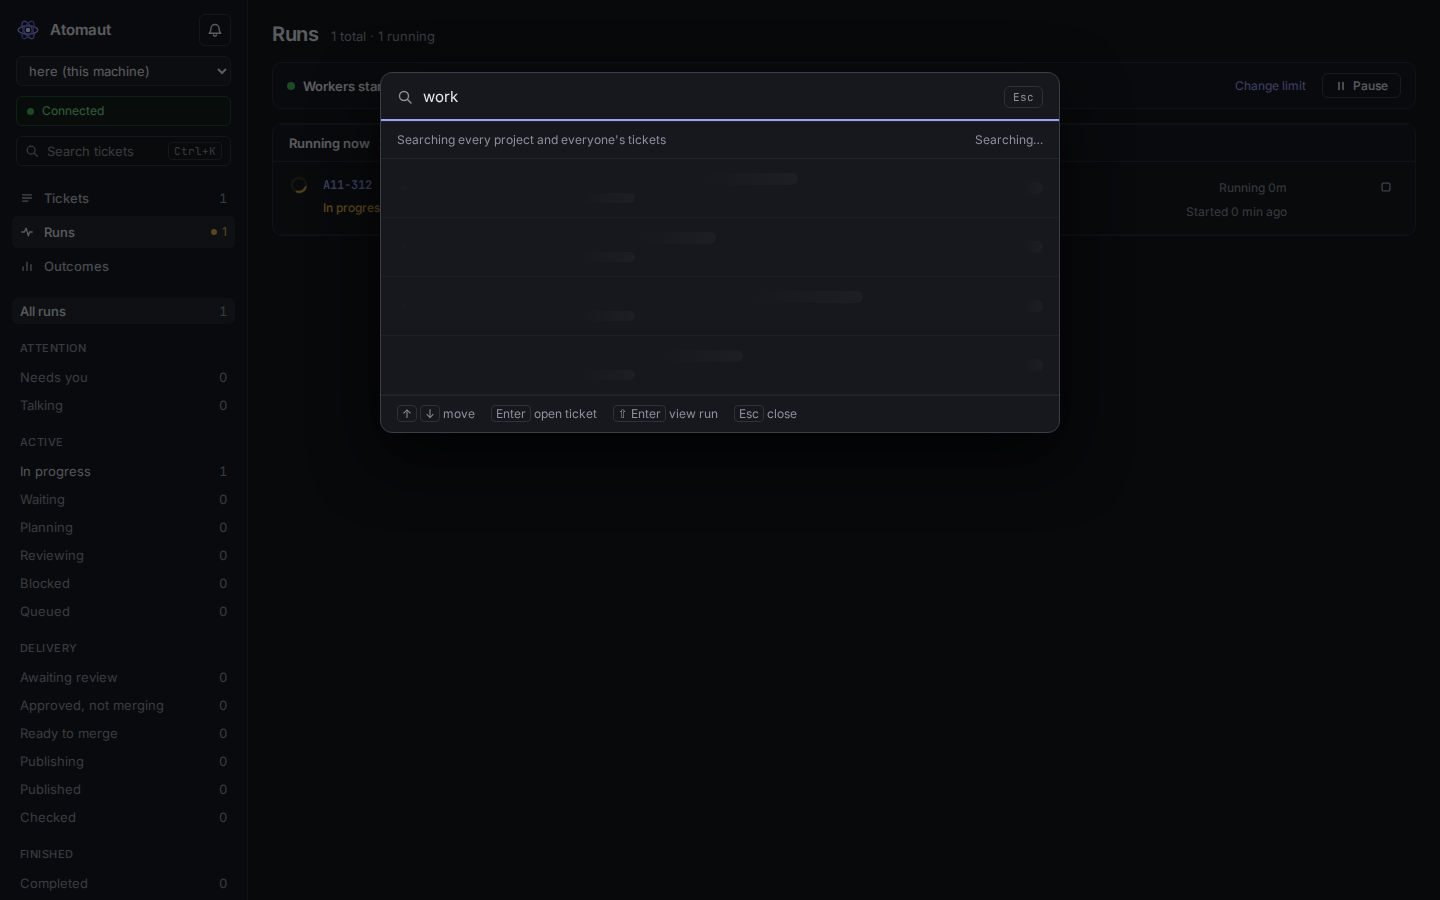 Atomaut
here (this machine)
Connected
Search tickets Ctrl+K
Tickets 1
Runs 1
Outcomes
All runs 1
ATTENTION
Needs you 0
Talking 0
ACTIVE
In progress 1
Waiting 0
Planning 0
Reviewing 0
Blocked 0
Queued 0
DELIVERY
Awaiting review 0
Approved, not merging 0
Ready to merge 0
Publishing 0
Published 0
Checked 0
FINISHED
Completed 0
Runs 1 total · 1 running
Workers star
Change limit
Pause
Running now
A11-312
In progres
Running 0m
Started 0 min ago
work
Esc
Searching every project and everyone's tickets
Searching…
↑ ↓ move Enter open ticket ⇧ Enter view run Esc close